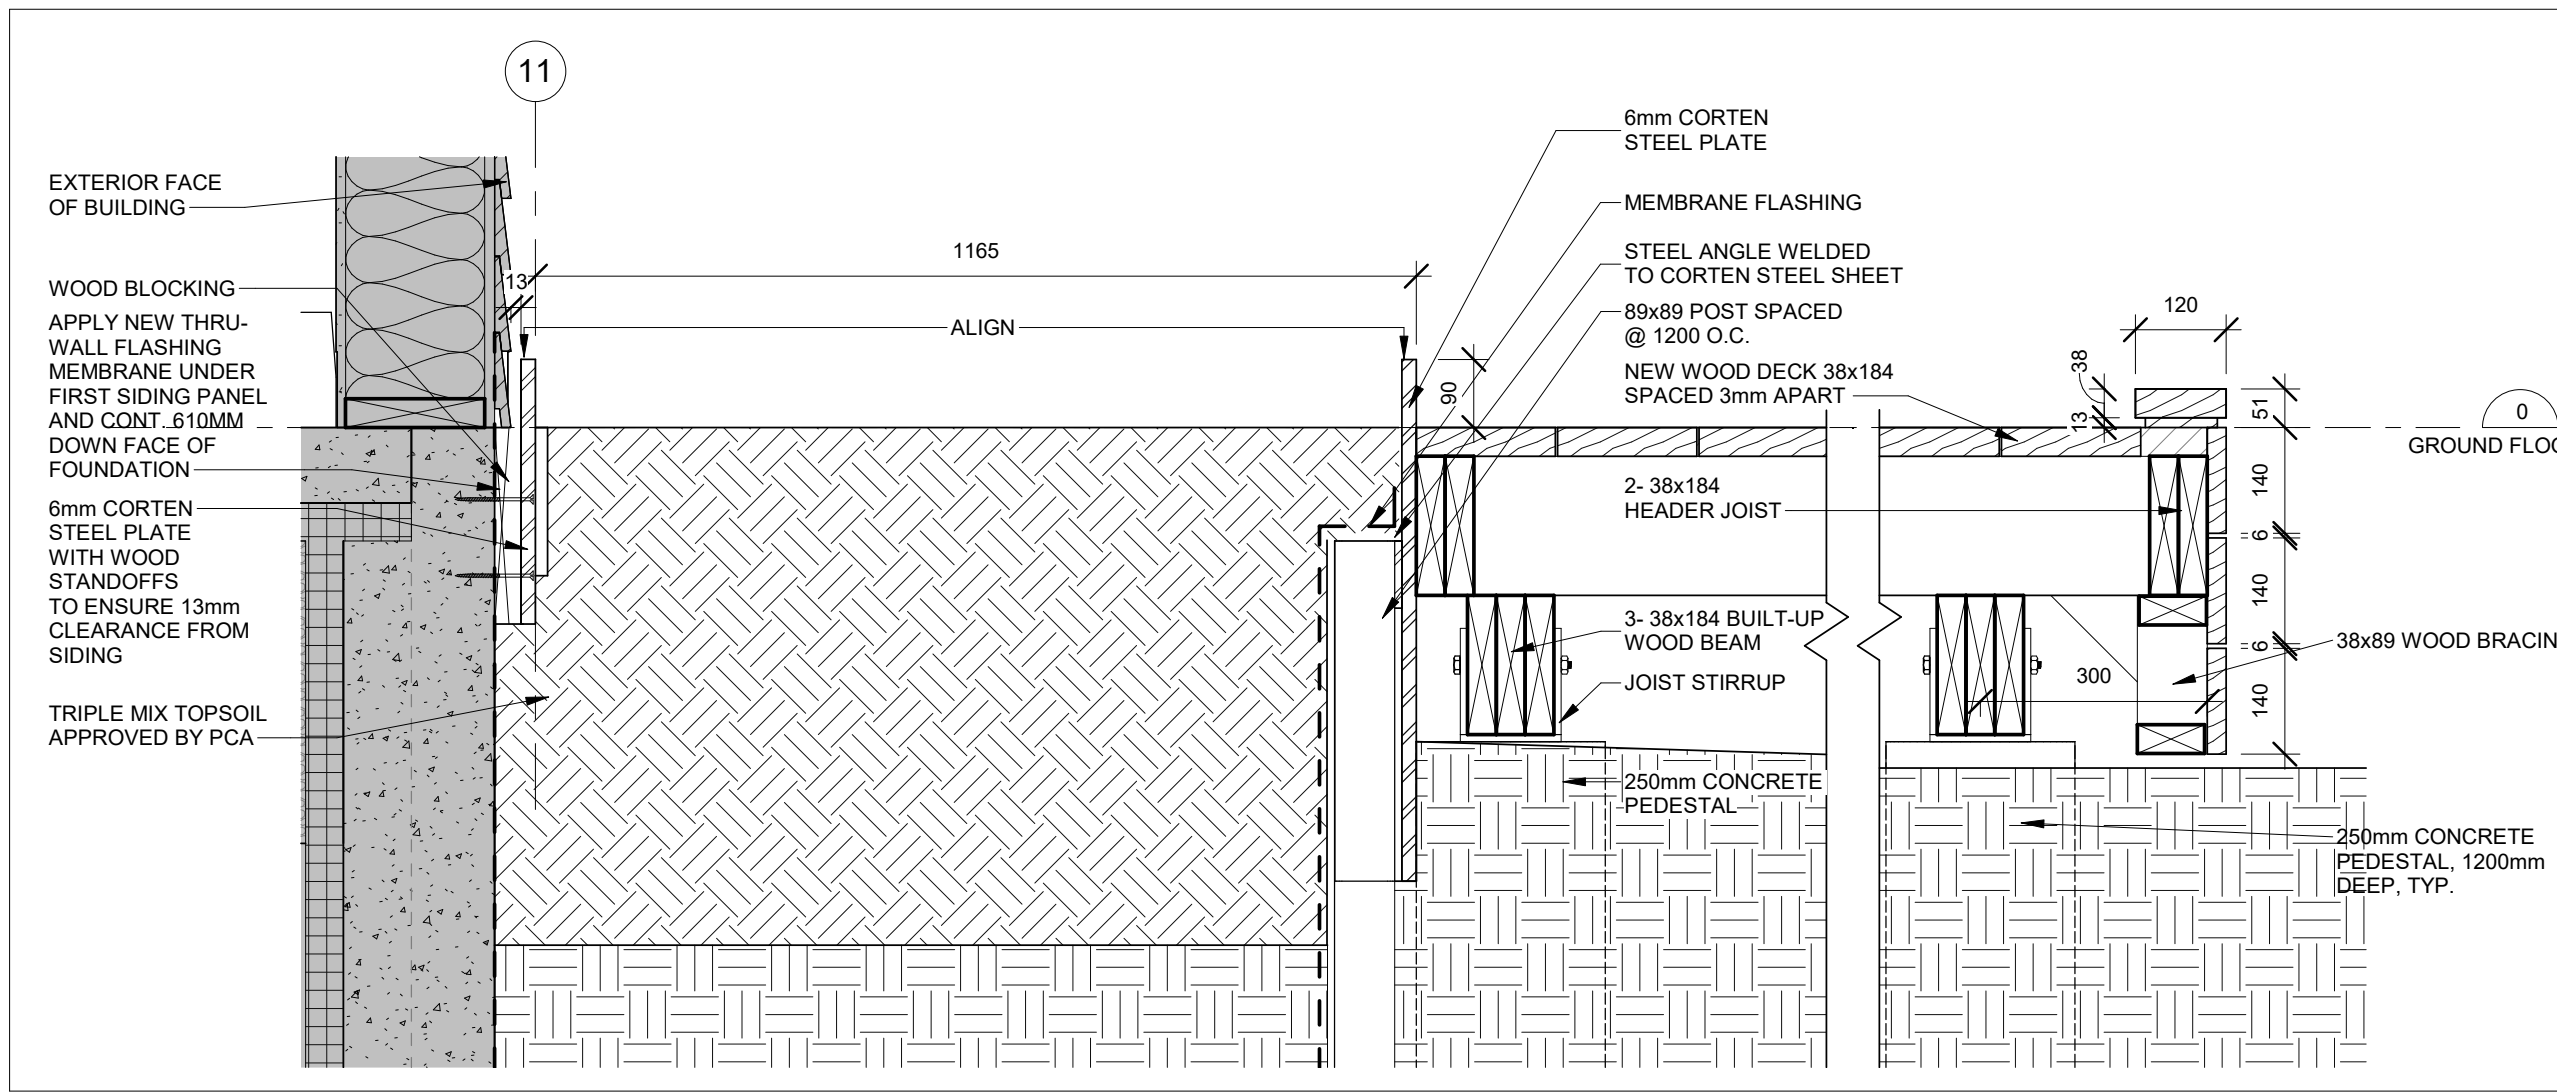 11
EXTERIOR FACE
OF BUILDING
WOOD BLOCKING
APPLY NEW THRU-
WALL FLASHING
MEMBRANE UNDER
FIRST SIDING PANEL
AND CONT. 610MM
DOWN FACE OF
FOUNDATION
6mm CORTEN
STEEL PLATE
WITH WOOD
STANDOFFS
TO ENSURE 13mm
CLEARANCE FROM
SIDING
TRIPLE MIX TOPSOIL
APPROVED BY PCA
13
1165
ALIGN
90
6mm CORTEN
STEEL PLATE
MEMBRANE FLASHING
STEEL ANGLE WELDED
TO CORTEN STEEL SHEET
89x89 POST SPACED
@ 1200 O.C.
NEW WOOD DECK 38x184
SPACED 3mm APART
2- 38x184
HEADER JOIST
3- 38x184 BUILT-UP
WOOD BEAM
JOIST STIRRUP
250mm CONCRETE
PEDESTAL
120
38
13
51
140
6
140
6
140
300
0
GROUND FLOO
38x89 WOOD BRACIN
250mm CONCRETE
PEDESTAL, 1200mm
DEEP, TYP.